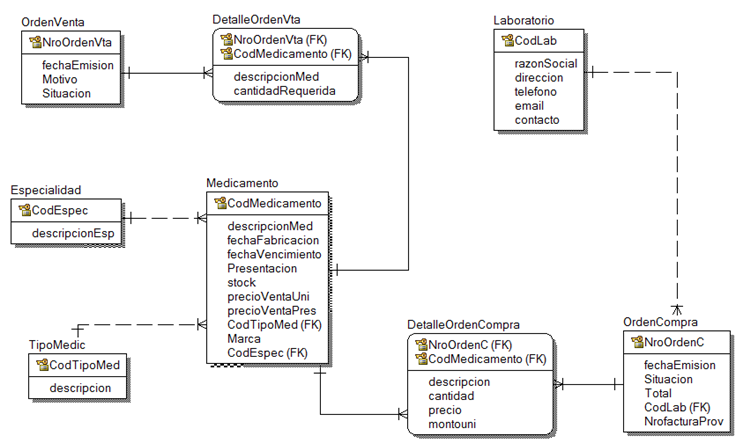 OrdenVenta
NroOrdenVta
fechaEmision
Motivo
Situacion
DetalleOrdenVta
NroOrdenVta (FK)
CodMedicamento (FK)
descripcionMed
cantidadRequerida
Laboratorio
CodLab
razonSocial
direccion
telefono
email
contacto
Especialidad
CodEspec
descripcionEsp
Medicamento
CodMedicamento
descripcionMed
fechaFabricacion
fechaVencimiento
Presentacion
stock
precioVentaUni
precioVentaPres
CodTipoMed (FK)
Marca
CodEspec (FK)
TipoMedic
CodTipoMed
descripcion
DetalleOrdenCompra
NroOrdenC (FK)
CodMedicamento (FK)
descripcion
cantidad
precio
montouni
OrdenCompra
NroOrdenC
fechaEmision
Situacion
Total
CodLab (FK)
NrofacturaProv